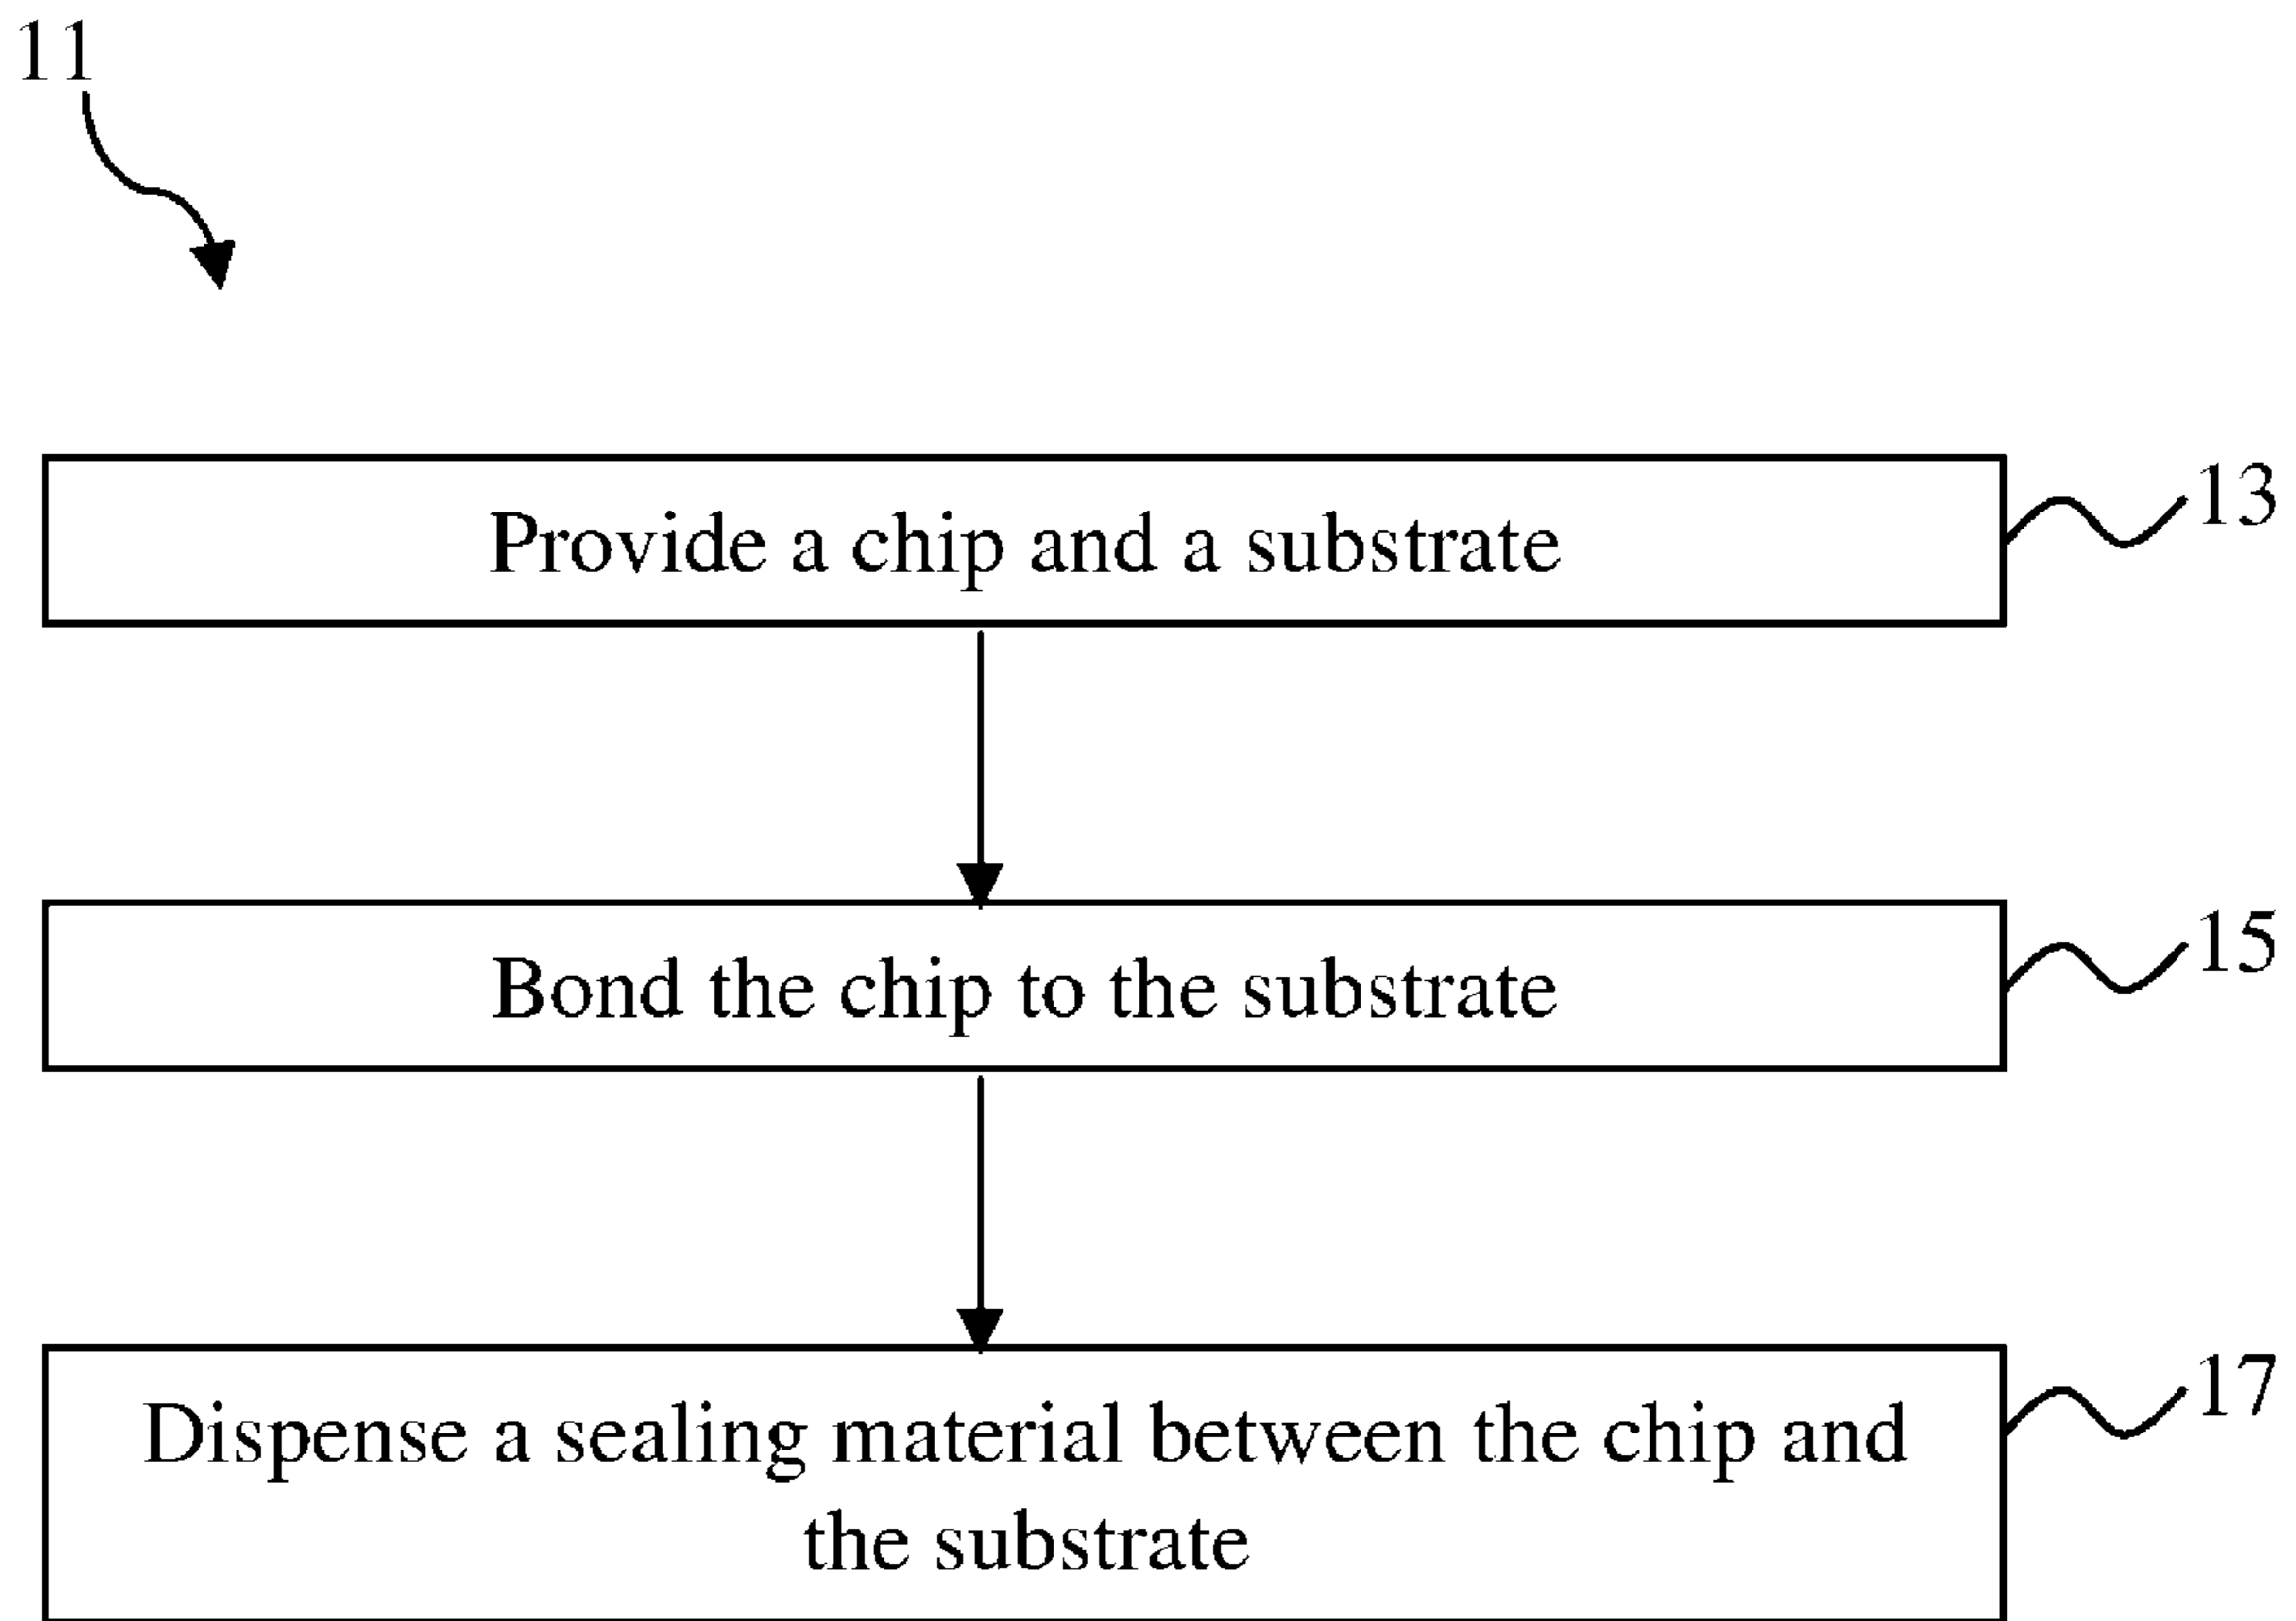 11
Provide a chip and a substrate
13
Bond the chip to the substrate
15
Dispense a sealing material between the chip and
the substrate
17